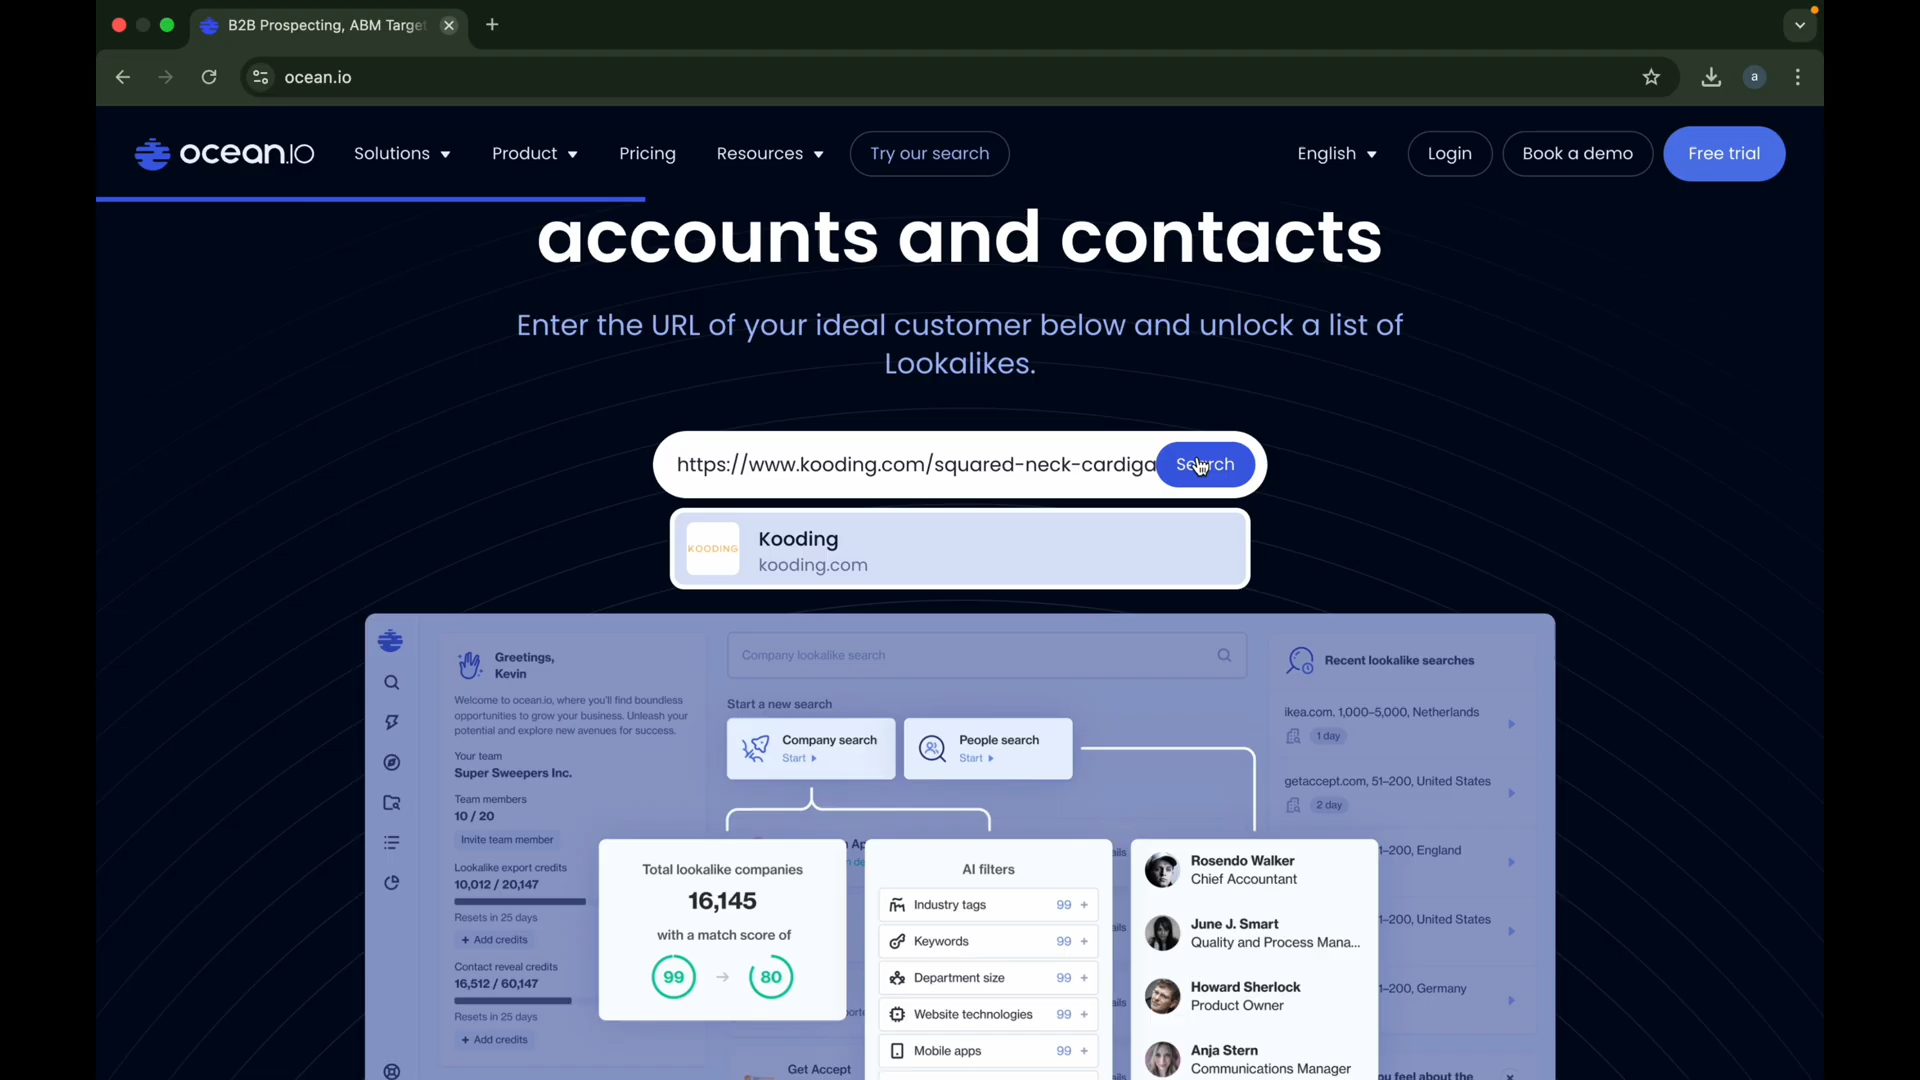 B2B Prospecting, ABM Targe
ocean.io
a
ocean.IO
Solutions
Product
Pricing
Resources
Try our search
English
Login
Book a demo
Free trial
accounts and contacts
Enter the URL of your ideal customer below and unlock a list of
Lookalikes.
https://www.kooding.com/squared-neck-cardiga
Search
KOODING
Kooding
kooding.com
Greetings,
Kevin
Welcome to ocean.io, where you'll find boundless
opportunities to grow your business. Unleash your
potential and explore new avenues for success.
Your team
Super Sweepers Inc.
Team members
10 / 20
Invite team member
Lookalike export credits
10,012 / 20,147
Resets in 25 days
+ Add credits
Contact reveal credits
16,512 / 60,147
Resets in 25 days
+ Add credits
Company lookalike search
Start a new search
Company search
Start
People search
Start
Total lookalike companies
16,145
with a match score of
99
80
AI filters
Industry tags 99 +
Keywords 99 +
Department size 99 +
Website technologies 99 +
Mobile apps 99 +
Get Accept
Rosendo Walker
Chief Accountant
June J. Smart
Quality and Process Mana...
Howard Sherlock
Product Owner
Anja Stern
Communications Manager
Recent lookalike searches
ikea.com. 1,000–5,000, Netherlands
1 day
getaccept.com, 51–200, United States
2 day
1–200, England
1–200, United States
1–200, Germany
ou feel about the